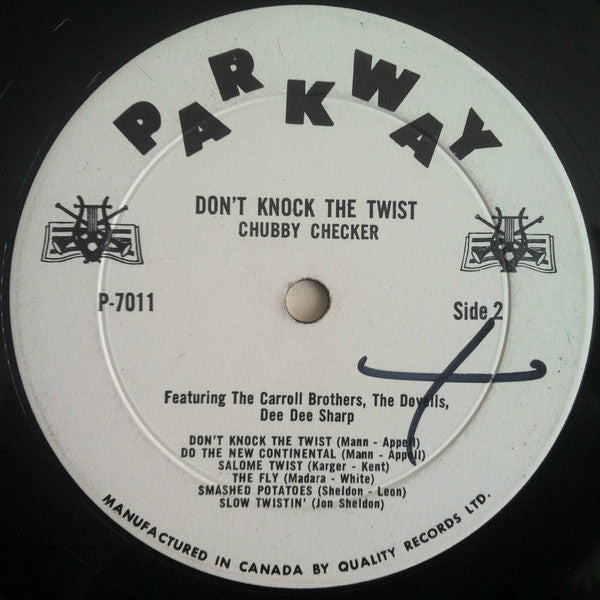 PARKWAY
DON'T KNOCK THE TWIST
CHUBBY CHECKER
P-7011
Side 2
Featuring The Carroll Brothers, The Dovells,
Dee Dee Sharp
DON'T KNOCK THE TWIST (Mann - Appell)
DO THE NEW CONTINENTAL (Mann - Appell)
SALOME TWIST (Karger - Kent)
THE FLY (Madara - White)
SMASHED POTATOES (Sheldon - Leon)
SLOW TWISTIN' (Jon Sheldon)
MANUFACTURED IN CANADA BY QUALITY RECORDS LTD.